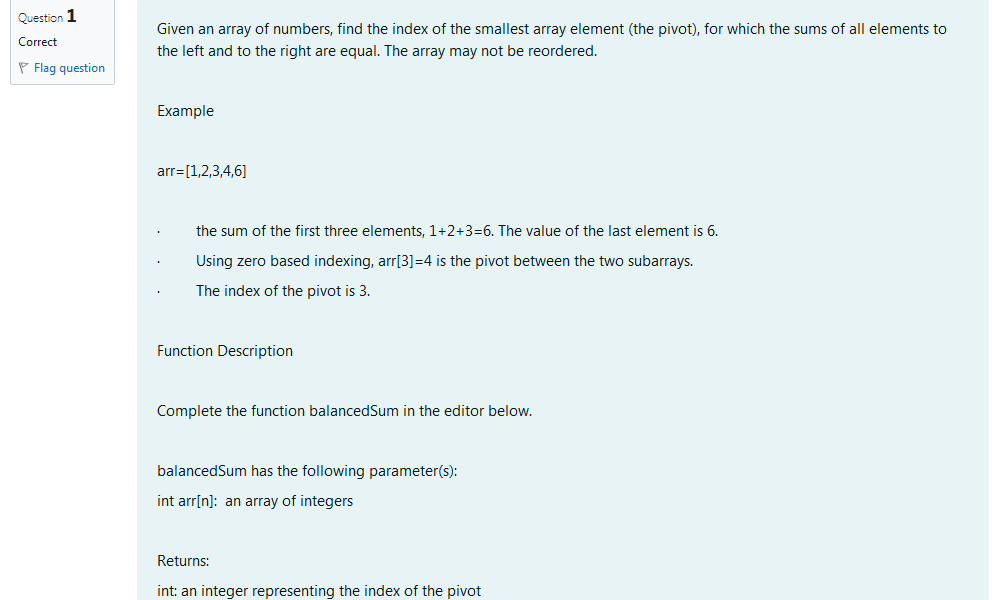 Question 1
Correct
Flag question
Given an array of numbers, find the index of the smallest array element (the pivot), for which the sums of all elements to
the left and to the right are equal. The array may not be reordered.
Example
arr=[1,2,3,4,6]
· the sum of the first three elements, 1+2+3=6. The value of the last element is 6.
· Using zero based indexing, arr[3]=4 is the pivot between the two subarrays.
· The index of the pivot is 3.
Function Description
Complete the function balancedSum in the editor below.
balancedSum has the following parameter(s):
int arr[n]: an array of integers
Returns:
int: an integer representing the index of the pivot